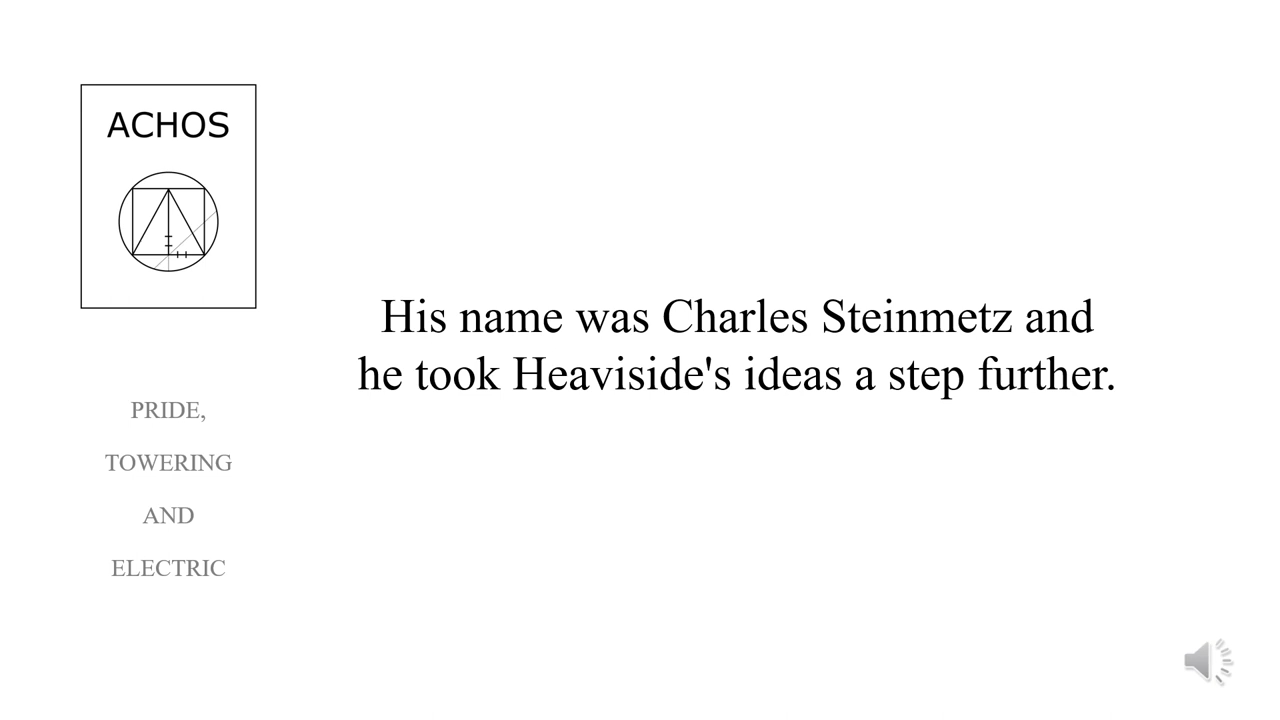 ACHOS
PRIDE,
TOWERING
AND
ELECTRIC
His name was Charles Steinmetz and
he took Heaviside's ideas a step further.